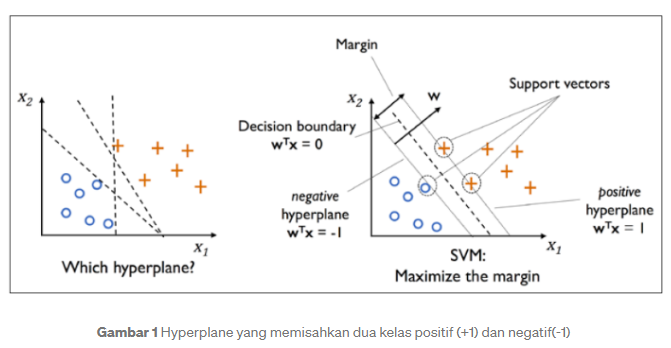 X2
X1
Which hyperplane?
Margin
X2
w
Support vectors
Decision boundary
wTx = 0
negative
hyperplane
wTx = -1
positive
hyperplane
wTx = 1
X1
SVM:
Maximize the margin
Gambar 1 Hyperplane yang memisahkan dua kelas positif (+1) dan negatif(-1)